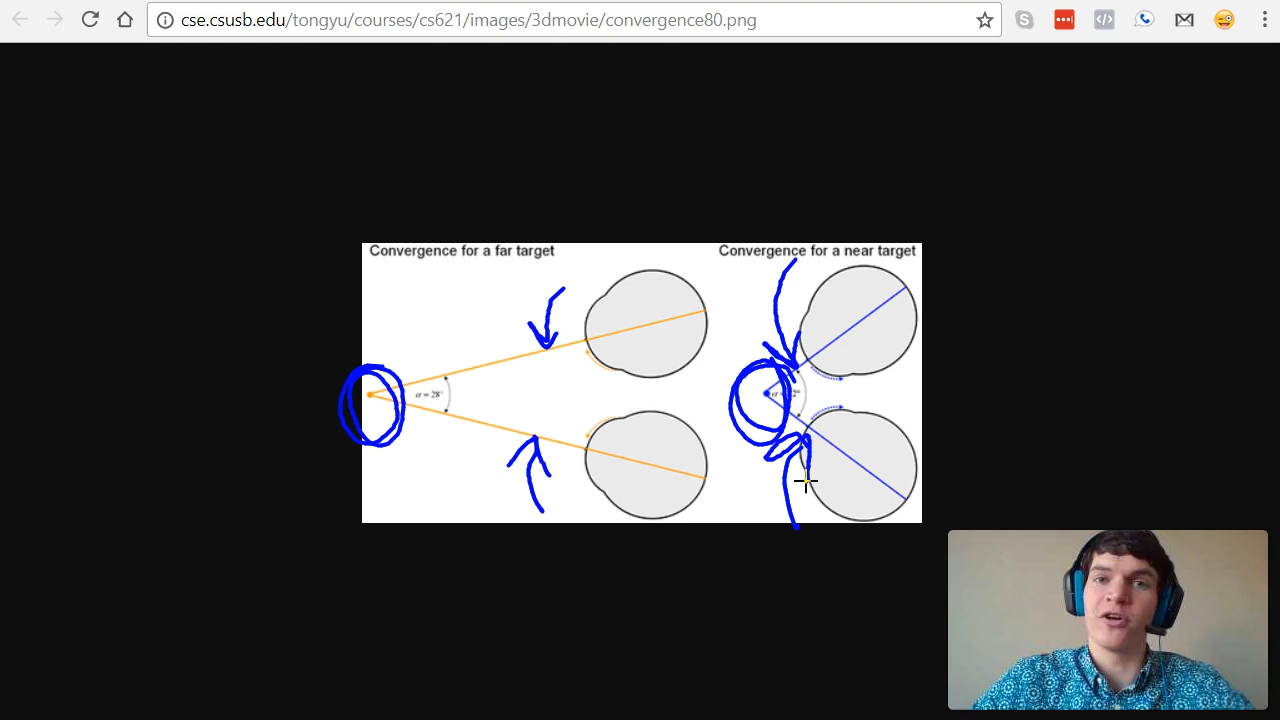 cse.csusb.edu/tongyu/courses/cs621/images/3dmovie/convergence80.png
Convergence for a far target
Convergence for a near target
α = 28°